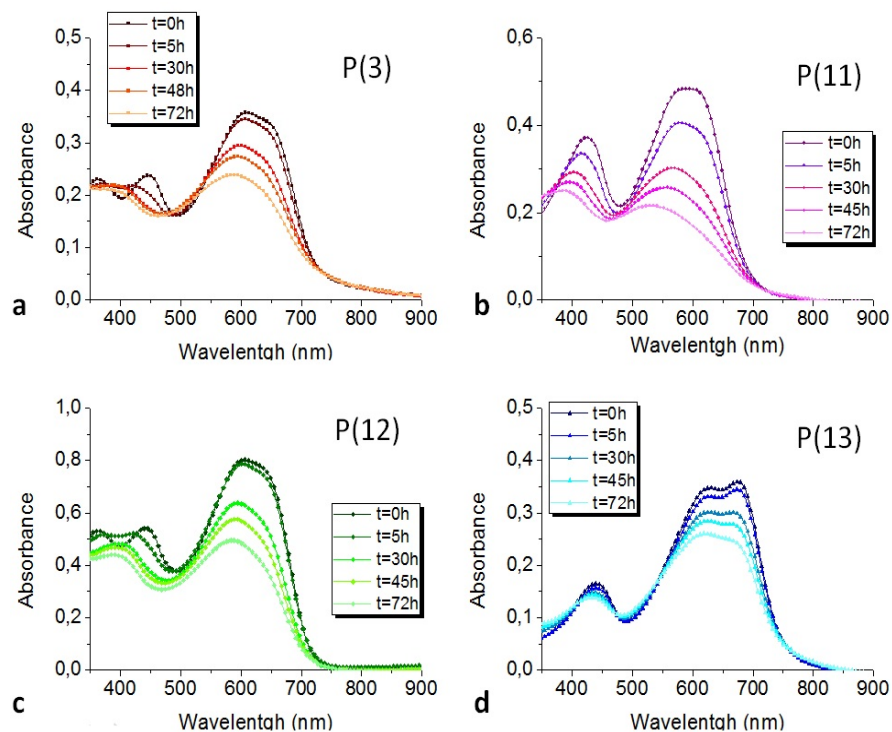 t=0h
t=5h
t=30h
t=48h
t=72h
P(3)
0,5
0,4
0,3
0,2
0,1
0,0
Absorbance
400 500 600 700 800 900
Wavelentgh (nm)
a
P(11)
t=0h
t=5h
t=30h
t=45h
t=72h
0,6
0,4
0,2
0,0
Absorbance
400 500 600 700 800 900
Wavelentgh (nm)
b
P(12)
t=0h
t=5h
t=30h
t=45h
t=72h
1,0
0,8
0,6
0,4
0,2
0,0
Absorbance
400 500 600 700 800 900
Wavelentgh (nm)
c
t=0h
t=5h
t=30h
t=45h
t=72h
P(13)
0,5
0,4
0,3
0,2
0,1
0,0
Absorbance
400 500 600 700 800 900
Wavelentgh (nm)
d